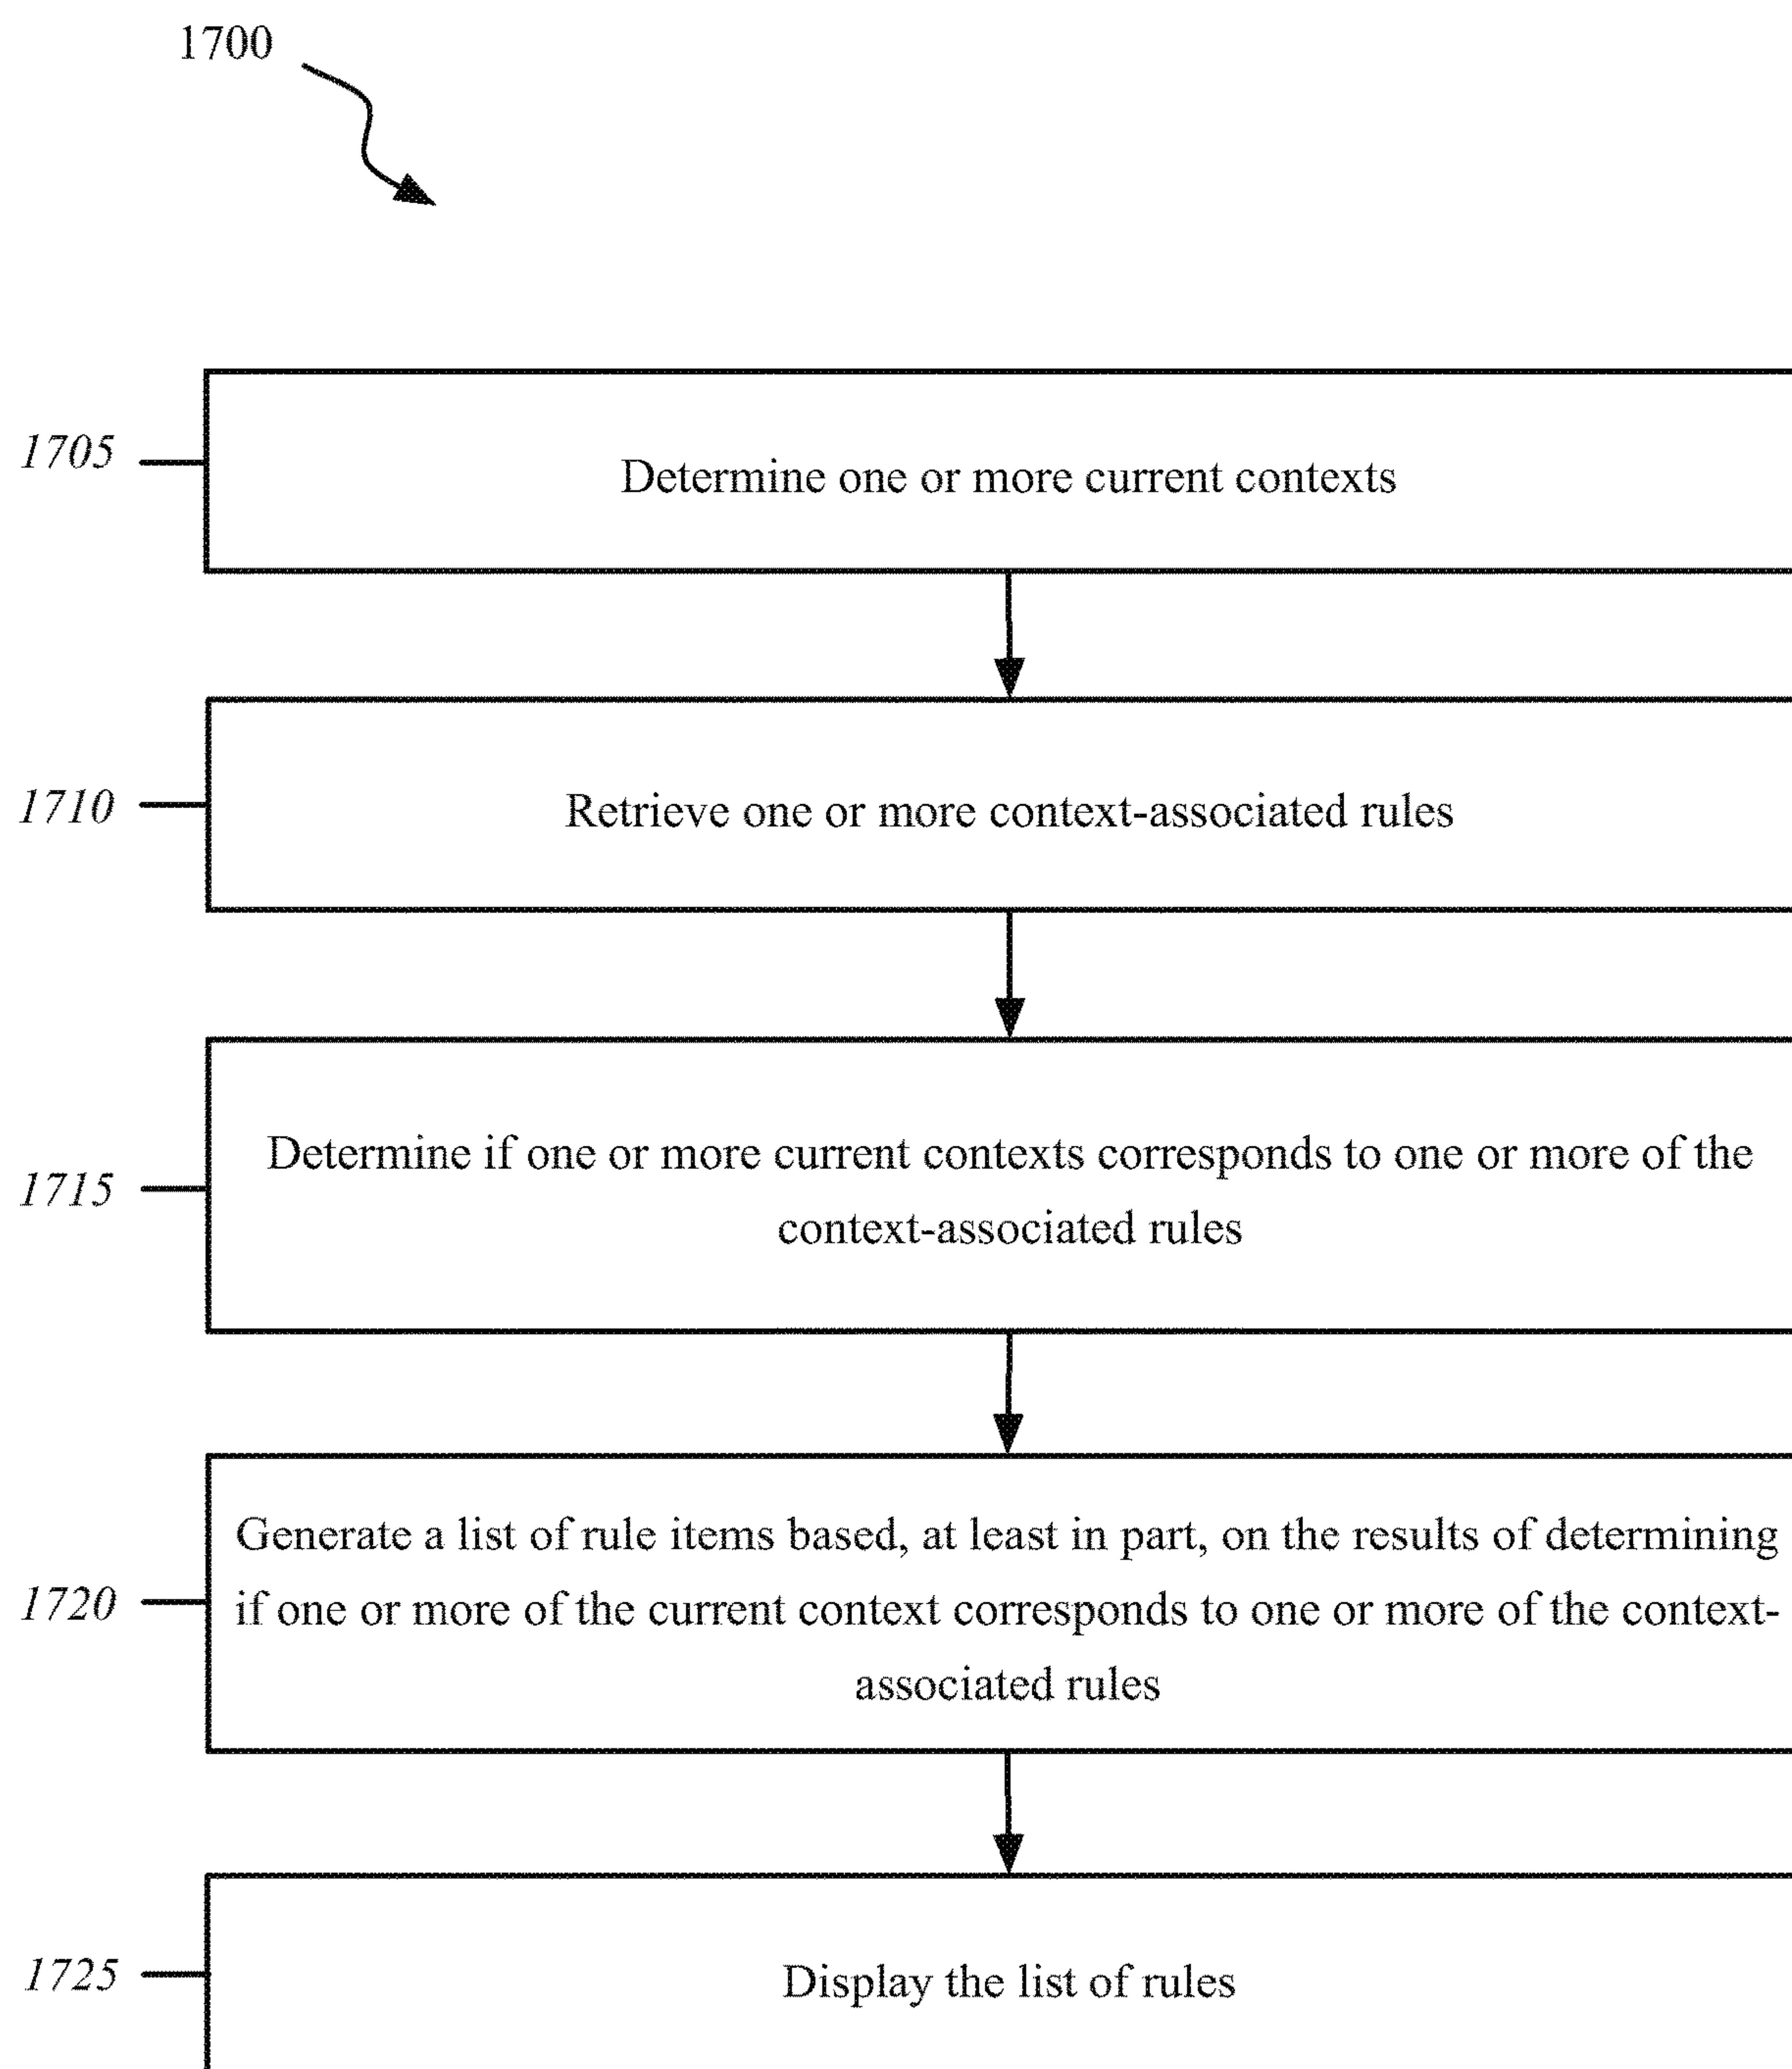 1700
1705
Determine one or more current contexts
1710
Retrieve one or more context-associated rules
1715
Determine if one or more current contexts corresponds to one or more of the
context-associated rules
1720
Generate a list of rule items based, at least in part, on the results of determining
if one or more of the current context corresponds to one or more of the context-
associated rules
1725
Display the list of rules